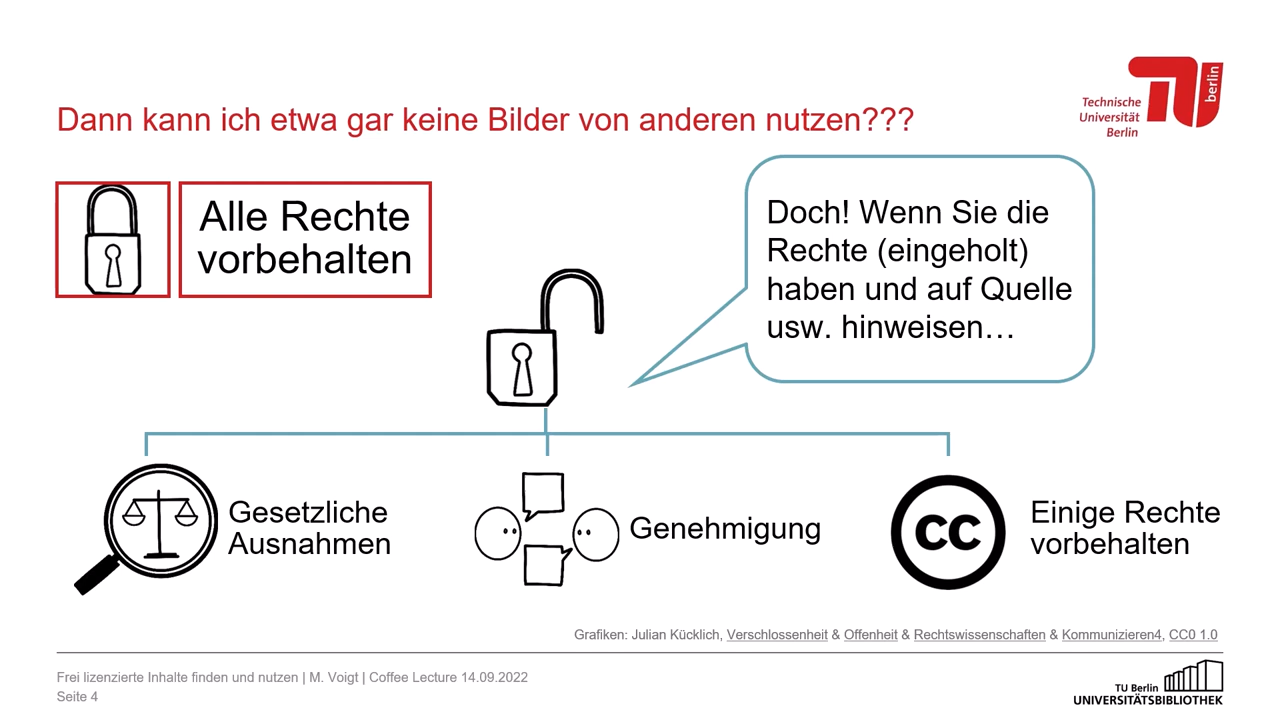 Technische
Universität
Berlin
berlin
Dann kann ich etwa gar keine Bilder von anderen nutzen???
Alle Rechte
vorbehalten
Doch! Wenn Sie die
Rechte (eingeholt)
haben und auf Quelle
usw. hinweisen…
Gesetzliche
Ausnahmen
Genehmigung
cc
Einige Rechte
vorbehalten
Grafiken: Julian Kücklich, Verschlossenheit & Offenheit & Rechtswissenschaften & Kommunizieren4, CC0 1.0
Frei lizenzierte Inhalte finden und nutzen | M. Voigt | Coffee Lecture 14.09.2022
Seite 4
TU Berlin
UNIVERSITÄTSBIBLIOTHEK